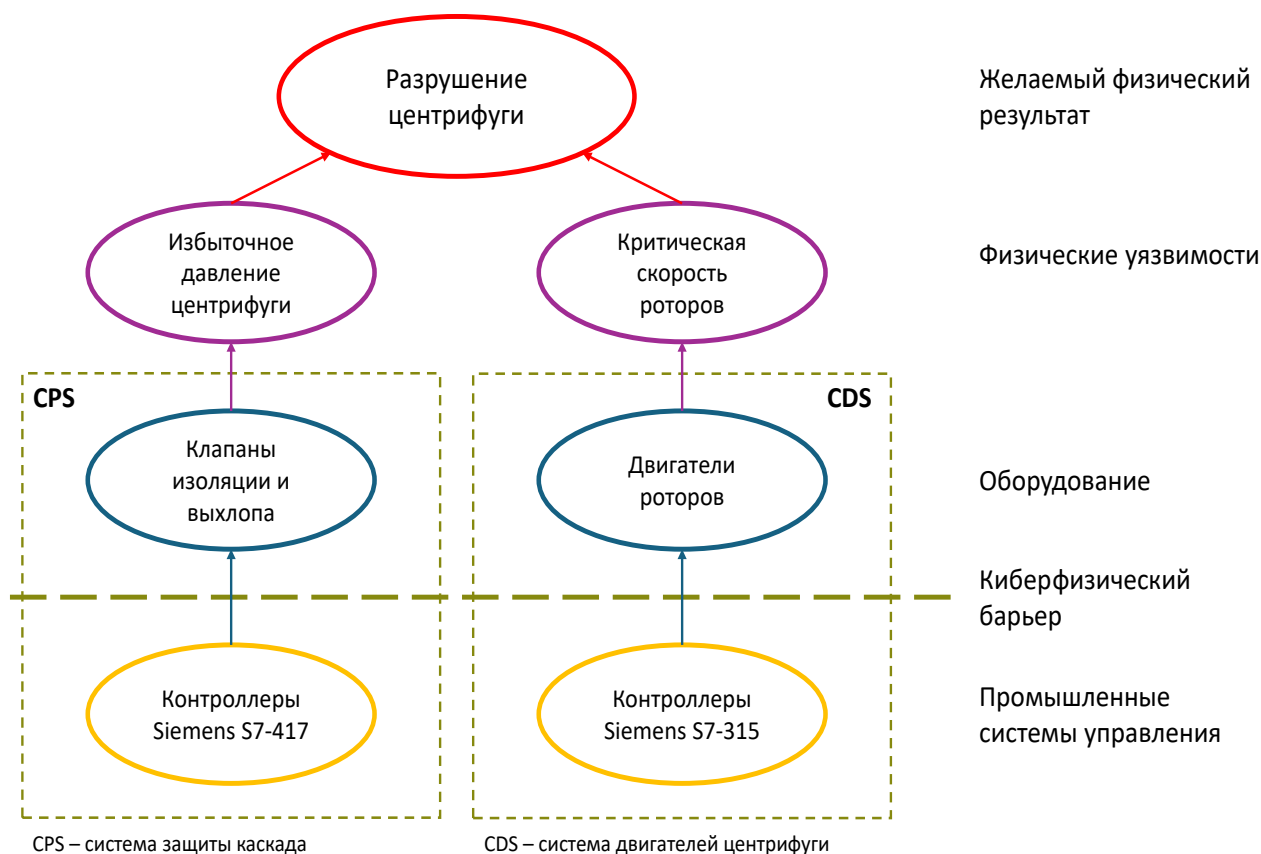 Разрушение
центрифуги
Желаемый физический
результат
Избыточное
давление
центрифуги
Критическая
скорость
роторов
Физические уязвимости
CPS
CDS
Клапаны
изоляции и
выхлопа
Двигатели
роторов
Оборудование
Киберфизический
барьер
Контроллеры
Siemens S7-417
Контроллеры
Siemens S7-315
Промышленные
системы управления
CPS – система защиты каскада
CDS – система двигателей центрифуги